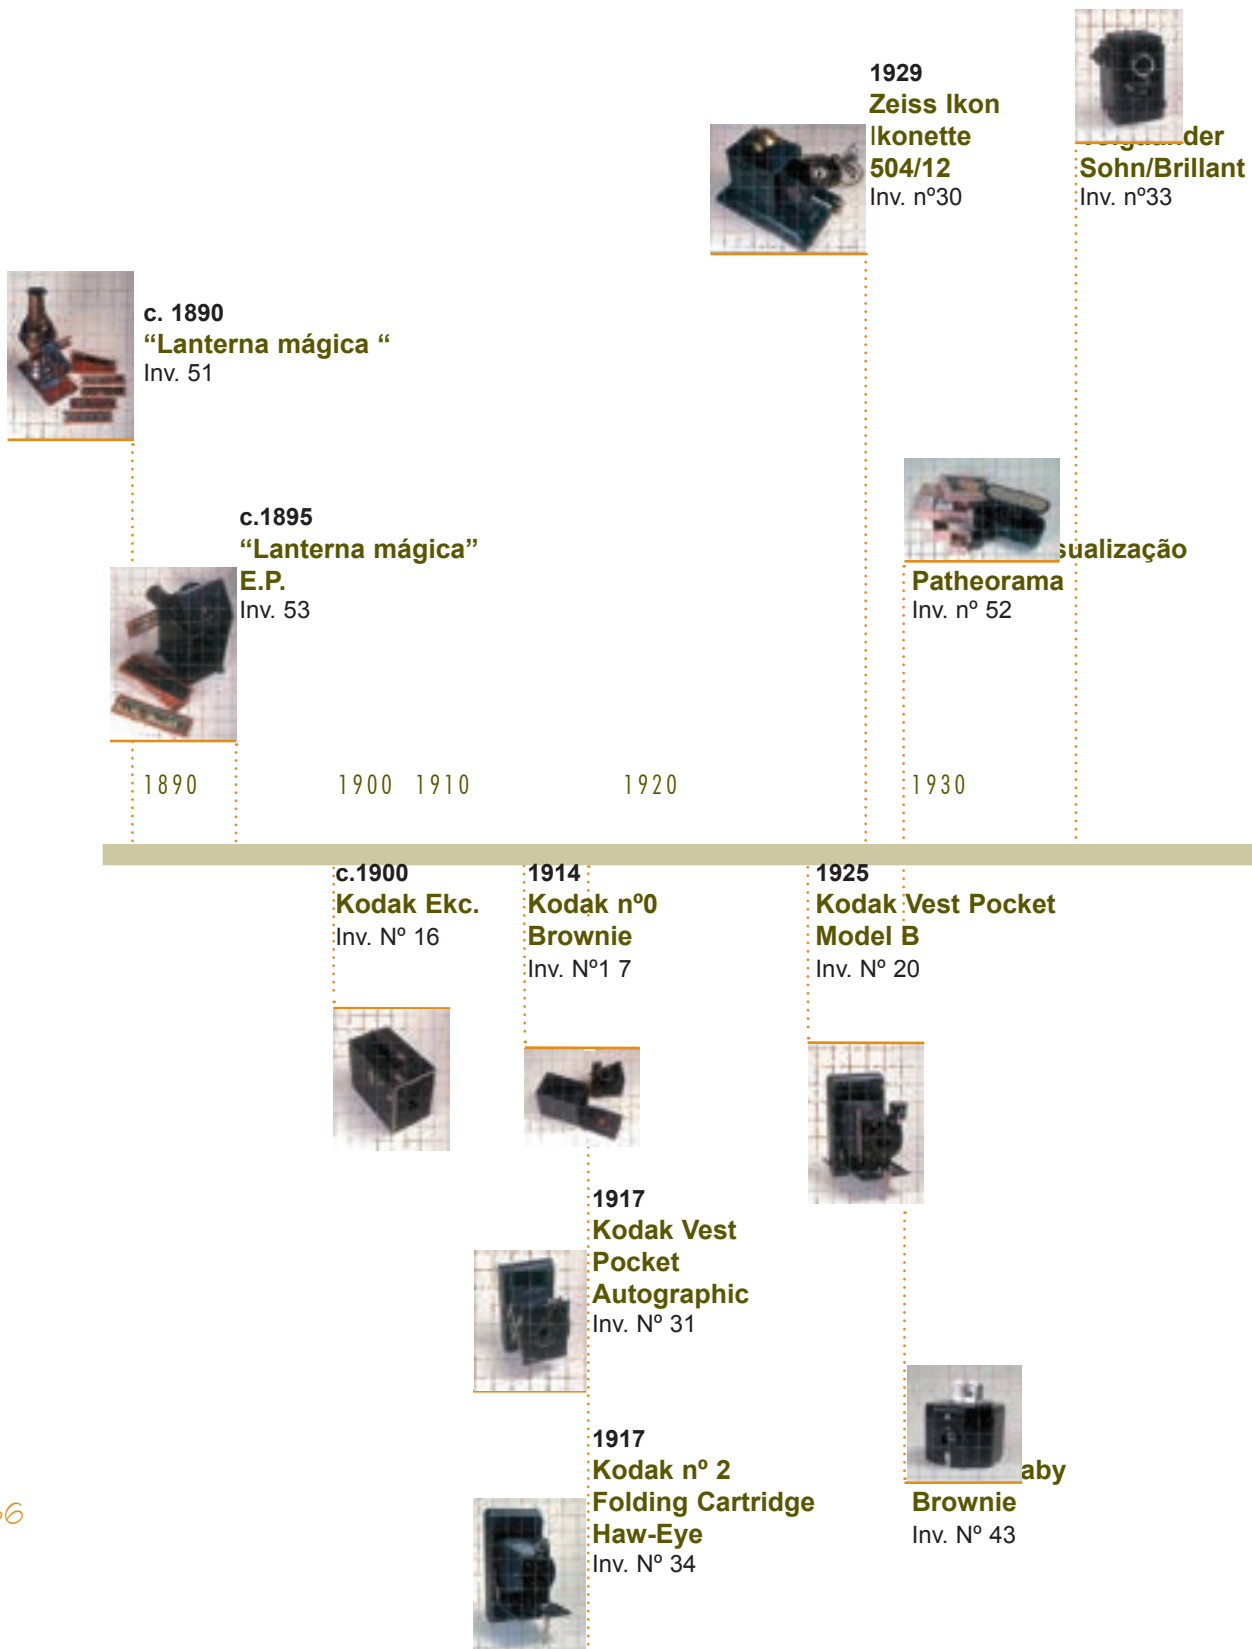 1929
Zeiss Ikon
Ikonette
504/12
Inv. nº30
Sohn/Brillant
Inv. nº33
c. 1890
“Lanterna mágica “
Inv. 51
c.1895
“Lanterna mágica”
E.P.
Inv. 53
Patheorama
Inv. nº 52
1890 1900 1910 1920 1930
c.1900
Kodak Ekc.
Inv. Nº 16
1914
Kodak nº0
Brownie
Inv. Nº1 7
1925
Kodak Vest Pocket
Model B
Inv. Nº 20
1917
Kodak Vest
Pocket
Autographic
Inv. Nº 31
1917
Kodak nº 2
Folding Cartridge
Haw-Eye
Inv. Nº 34
Brownie
Inv. Nº 43